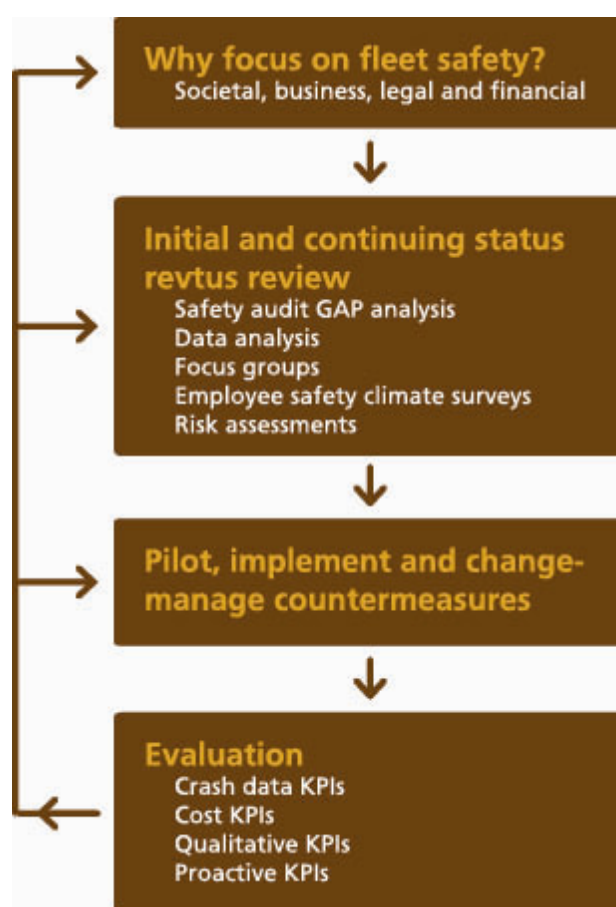 Why focus on fleet safety?
Societal, business, legal and financial
Initial and continuing status
revtus review
Safety audit GAP analysis
Data analysis
Focus groups
Employee safety climate surveys
Risk assessments
Pilot, implement and change-
manage countermeasures
Evaluation
Crash data KPIs
Cost KPIs
Qualitative KPIs
Proactive KPIs